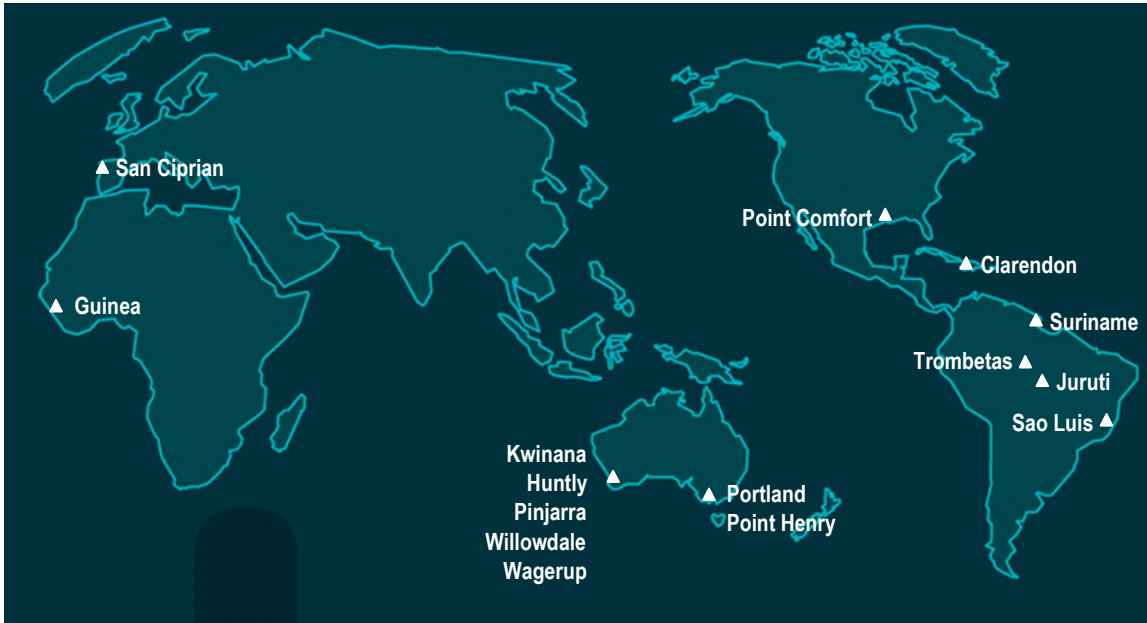 San Ciprian
Point Comfort
Clarendon
Guinea
Suriname
Trombetas
Juruti
Sao Luis
Kwinana
Huntly
Pinjarra
Willowdale
Wagerup
Portland
Point Henry